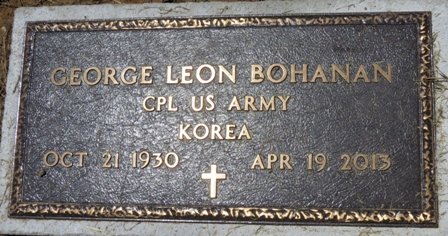 GEORGE LEON BOHANAN
CPL US ARMY
KOREA
OCT 21 1930 APR 19 2013